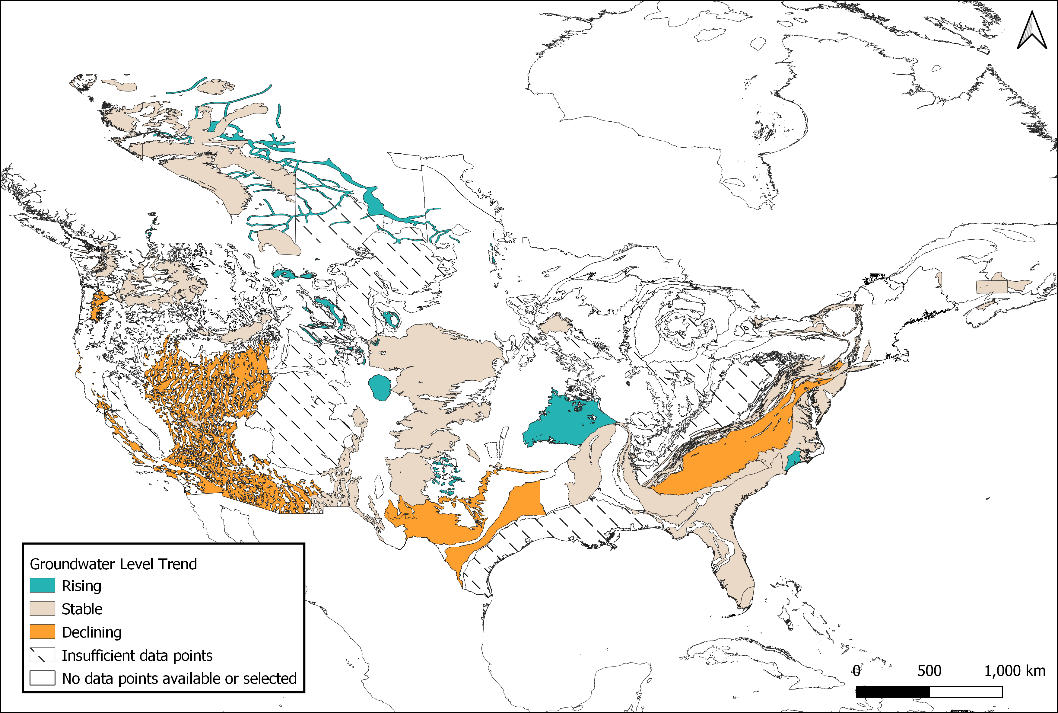 Groundwater Level Trend
Rising
Stable
Declining
Insufficient data points
No data points available or selected
0 500 1,000 km